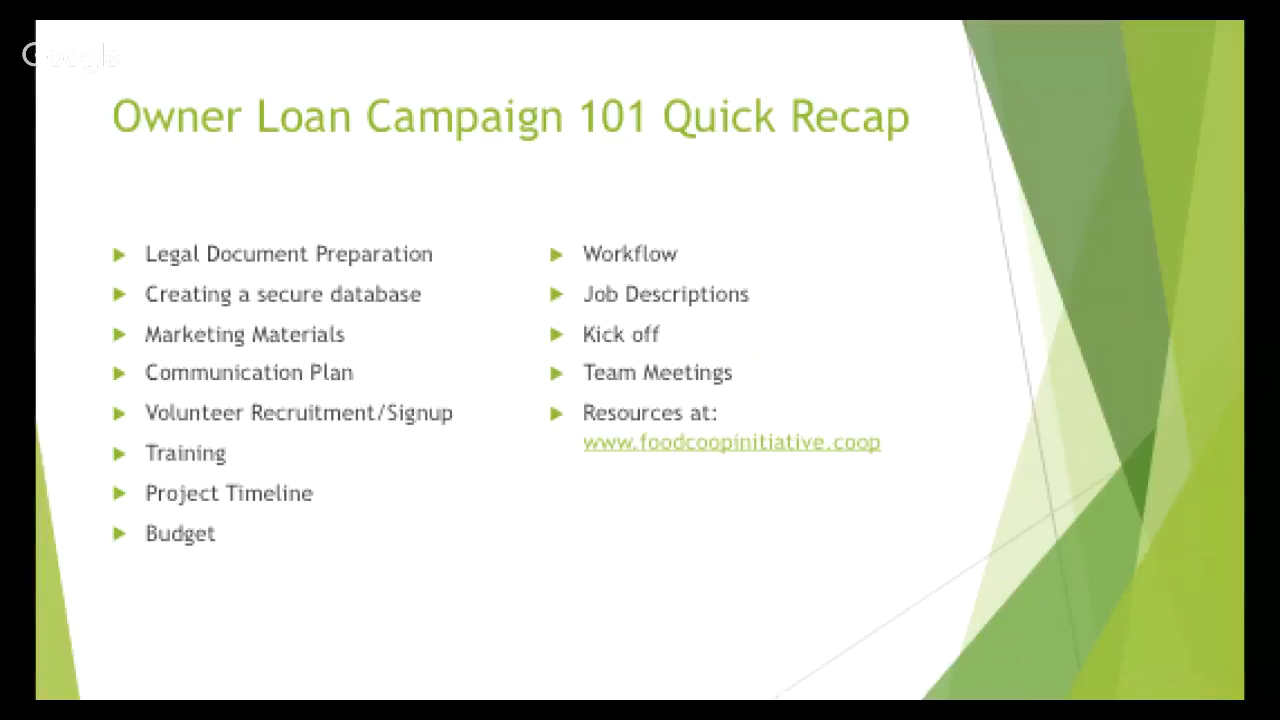 Google
Owner Loan Campaign 101 Quick Recap
Legal Document Preparation
Creating a secure database
Marketing Materials
Communication Plan
Volunteer Recruitment/Signup
Training
Project Timeline
Budget
Workflow
Job Descriptions
Kick off
Team Meetings
Resources at:
www.foodcoopinitiative.coop